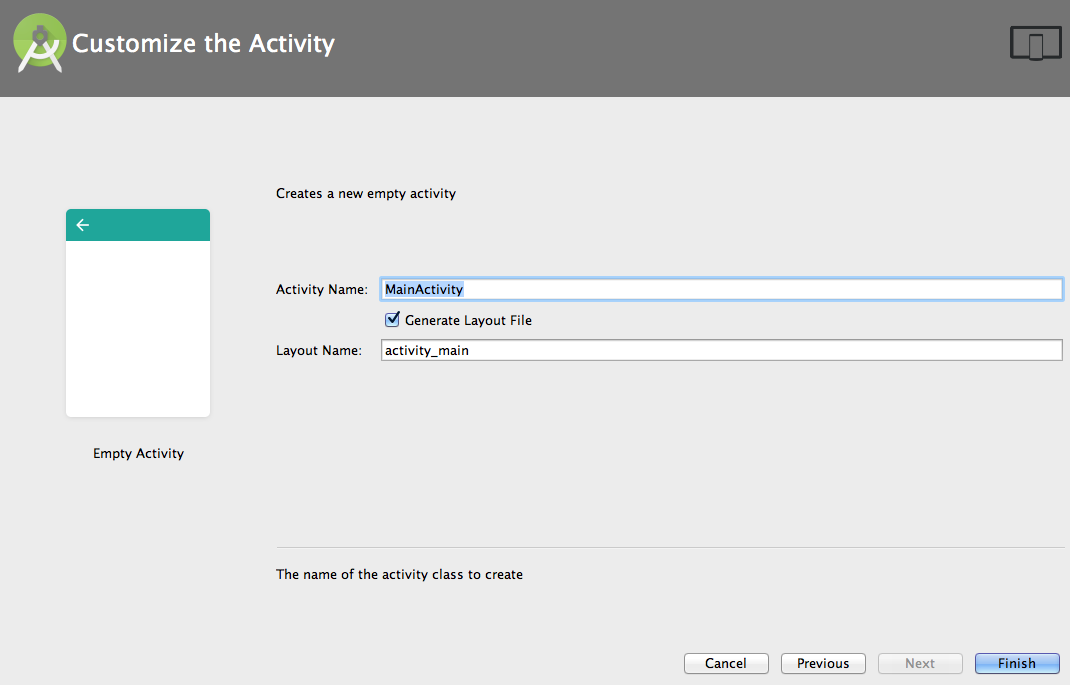 Customize the Activity
Creates a new empty activity
Activity Name: MainActivity
Generate Layout File
Layout Name: activity_main
Empty Activity
The name of the activity class to create
Cancel Previous Next Finish